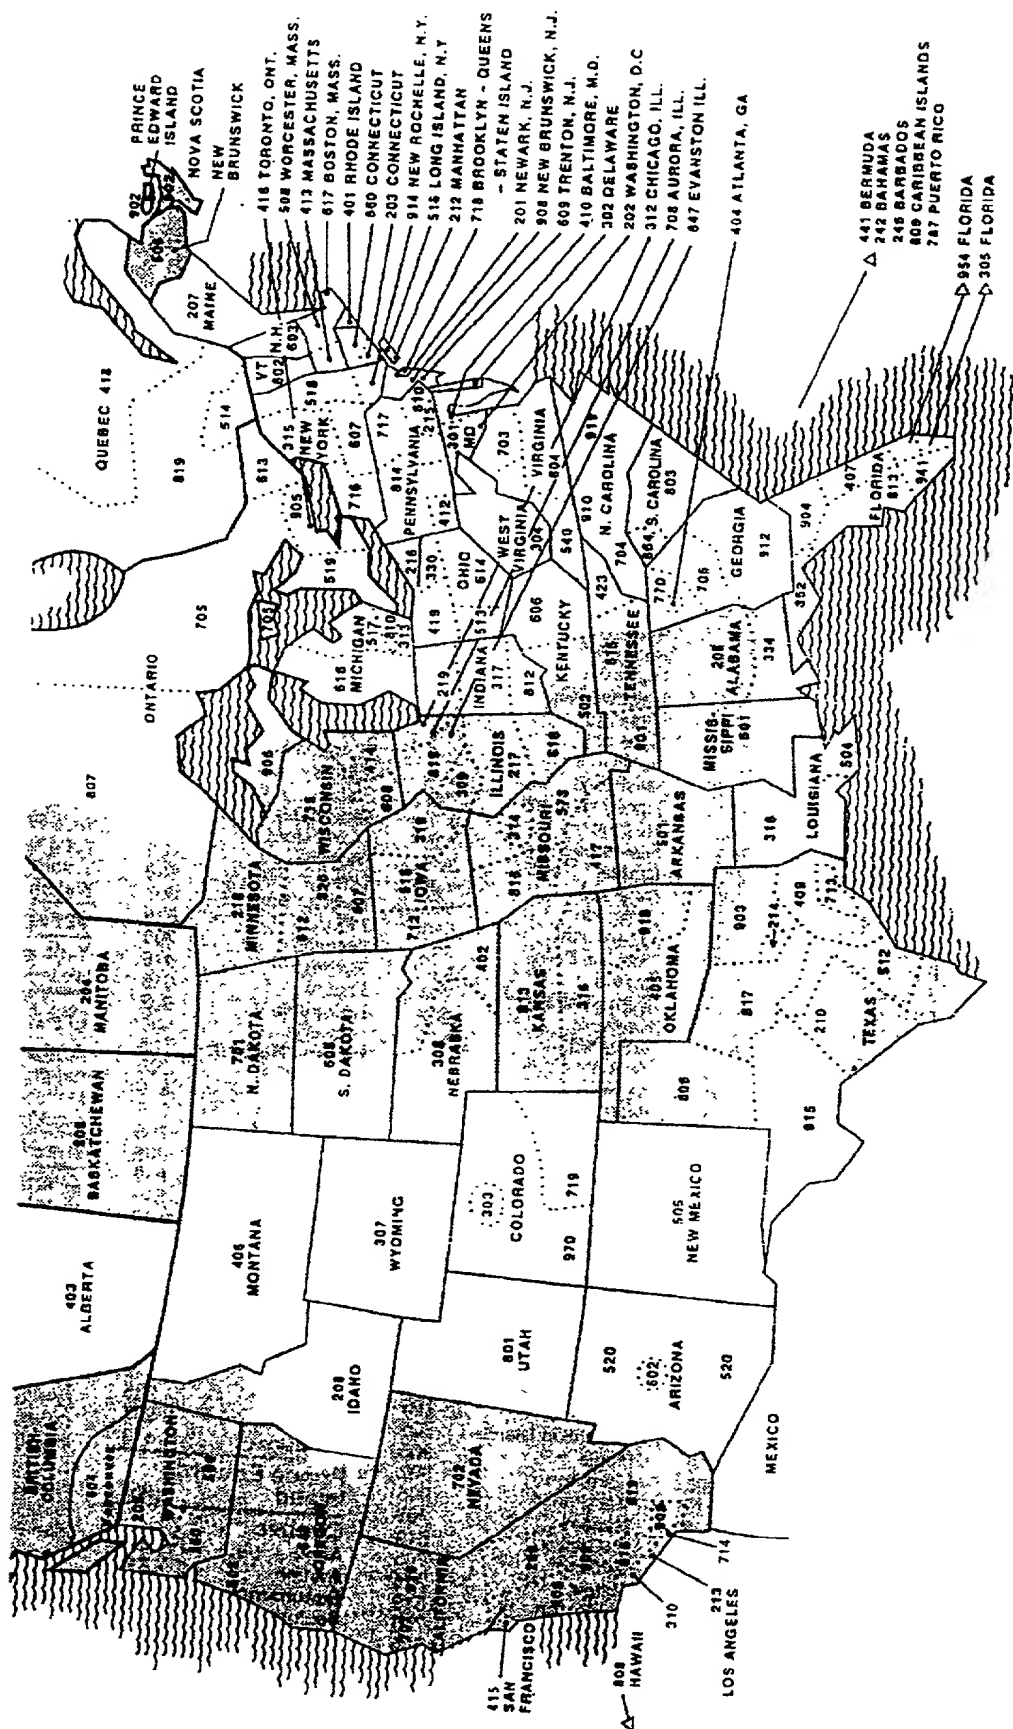 PRINCE
EDWARD
ISLAND
902
NOVA SCOTIA
NEW
BRUNSWICK
416 TORONTO, ONT.
508 WORCESTER, MASS.
413 MASSACHUSETTS
617 BOSTON, MASS.
401 RHODE ISLAND
860 CONNECTICUT
203 CONNECTICUT
914 NEW ROCHELLE, N.Y.
516 LONG ISLAND, N.Y
212 MANHATTAN
718 BROOKLYN - QUEENS
- STATEN ISLAND
201 NEWARK, N.J.
908 NEW BRUNSWICK, N.J.
609 TRENTON, N.J.
410 BALTIMORE, M.D.
302 DELAWARE
202 WASHINGTON, D.C
312 CHICAGO, ILL.
708 AURORA, ILL.
847 EVANSTON ILL.
404 ATLANTA, GA
441 BERMUDA
242 BAHAMAS
246 BARBADOS
809 CARIBBEAN ISLANDS
787 PUERTO RICO
954 FLORIDA
305 FLORIDA
QUEBEC 418
819
514
207
MAINE
VT
802
N.H.
603
613
315
NEW
YORK
518
607
716
905
519
705
705
ONTARIO
807
717
814
PENNSYLVANIA
412
610
215
301
MD
703
VIRGINIA
804
540
WEST
VIRGINIA
304
216
330
OHIO
614
419
513
616
MICHIGAN
517
810
313
906
219
INDIANA
317
812
606
KENTUCKY
502
919
910
N. CAROLINA
704
S. CAROLINA
803
864
423
615
TENNESSEE
901
770
706
GEORGIA
912
205
ALABAMA
334
MISSIS-
SIPPI
601
904
352
407
FLORIDA
813
941
715
WISCONSIN
414
608
815
309
ILLINOIS
217
618
218
MINNESOTA
612
320
507
515
IOWA
319
712
314
MISSOURI
816
573
417
501
ARKANSAS
318
LOUISIANA
504
204
MANITOBA
701
N. DAKOTA
605
S. DAKOTA
308
NEBRASKA
402
913
KANSAS
316
918
405
OKLAHOMA
903
214
409
713
817
512
210
TEXAS
806
915
SASKATCHEWAN
403
ALBERTA
406
MONTANA
307
WYOMING
303
COLORADO
719
970
505
NEW MEXICO
208
IDAHO
801
UTAH
520
602
ARIZONA
520
BRITISH
COLUMBIA
WASHINGTON
OREGON
702
NEVADA
CALIFORNIA
415
SAN
FRANCISCO
808
HAWAII
310
213
LOS ANGELES
714
MEXICO